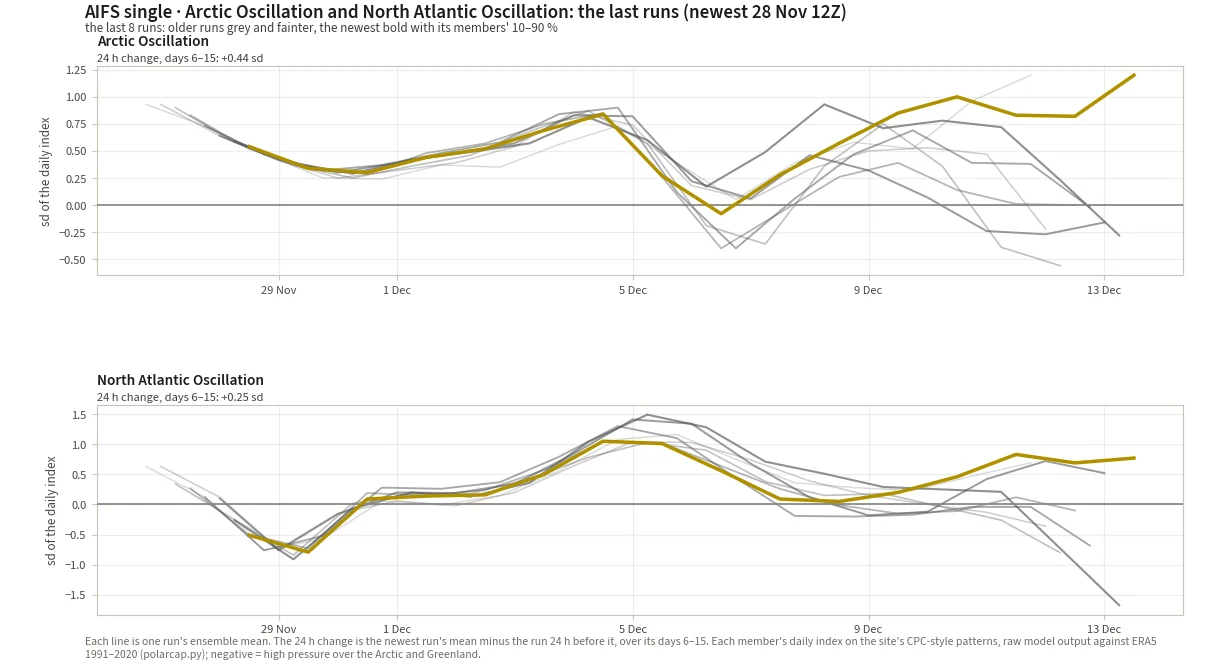 AIFS single · Arctic Oscillation and North Atlantic Oscillation: the last runs (newest 28 Nov 12Z)
the last 8 runs: older runs grey and fainter, the newest bold with its members' 10–90 %
Arctic Oscillation
24 h change, days 6–15: +0.44 sd
1.25
1.00
0.75
0.50
0.25
0.00
−0.25
−0.50
sd of the daily index
29 Nov 1 Dec 5 Dec 9 Dec 13 Dec
North Atlantic Oscillation
24 h change, days 6–15: +0.25 sd
1.5
1.0
0.5
0.0
−0.5
−1.0
−1.5
sd of the daily index
29 Nov 1 Dec 5 Dec 9 Dec 13 Dec
Each line is one run's ensemble mean. The 24 h change is the newest run's mean minus the run 24 h before it, over its days 6–15. Each member's daily index on the site's CPC-style patterns, raw model output against ERA5
1991–2020 (polarcap.py); negative = high pressure over the Arctic and Greenland.